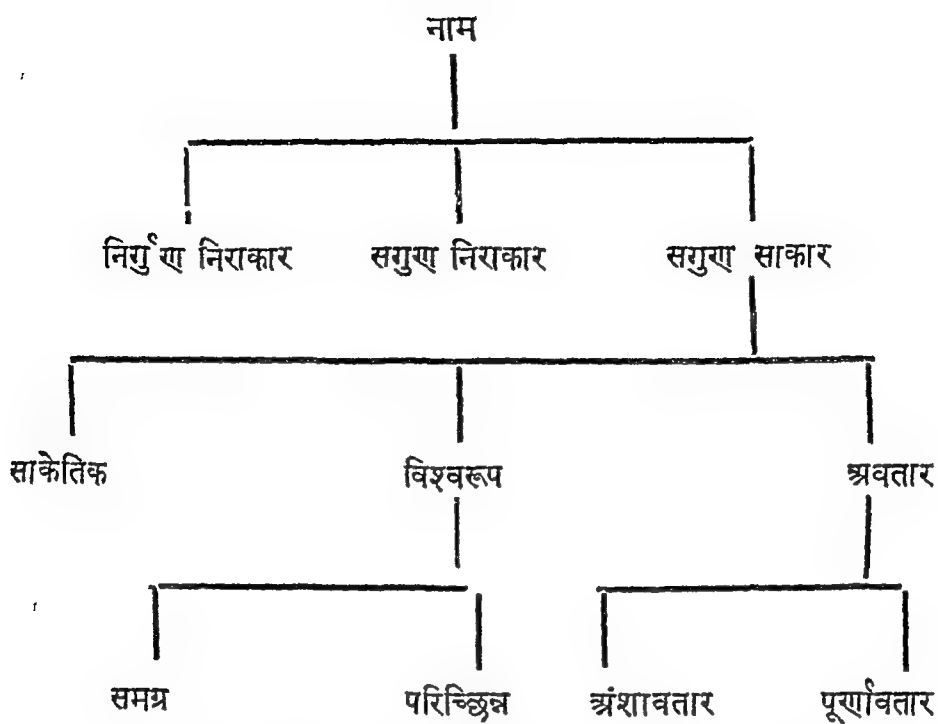 नाम
निर्गुण निराकार सगुण निराकार सगुण साकार
साकेतिक विश्वरूप अवतार
समग्र परिच्छिन्न अंशावतार पूर्णावतार